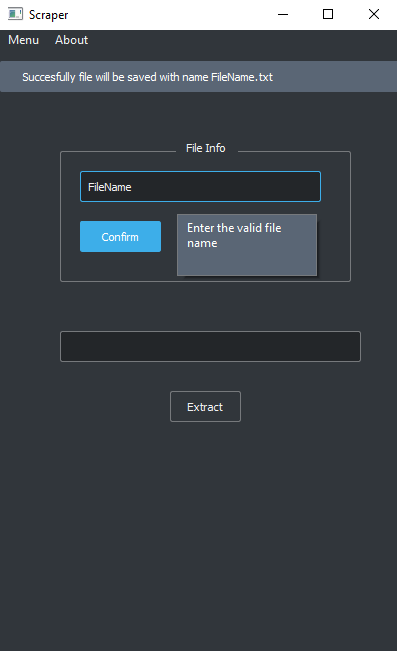 Scraper
Menu About
Succesfully file will be saved with name FileName.txt
File Info
FileName
Confirm
Enter the valid file
name
Extract